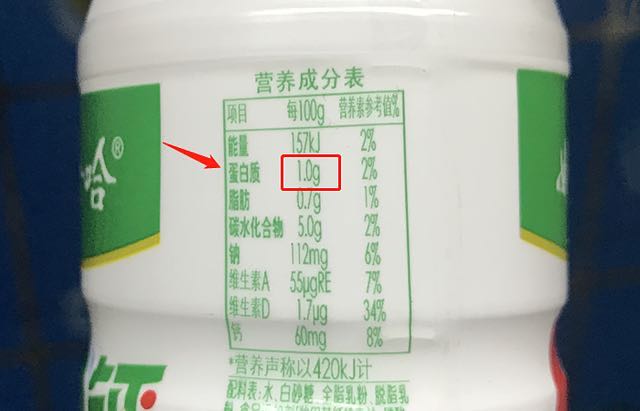 营养成分表
项目 每100g 营养素参考值%
能量 157kJ 2%
蛋白质 1.0g 2%
脂肪 0.7g 1%
碳水化合物 5.0g 2%
钠 112mg 6%
维生素A 55μgRE 7%
维生素D 1.7μg 34%
钙 60mg 8%
*营养声称以420kJ计
配料表:水、白砂糖、全脂乳粉、脱脂乳
哈®